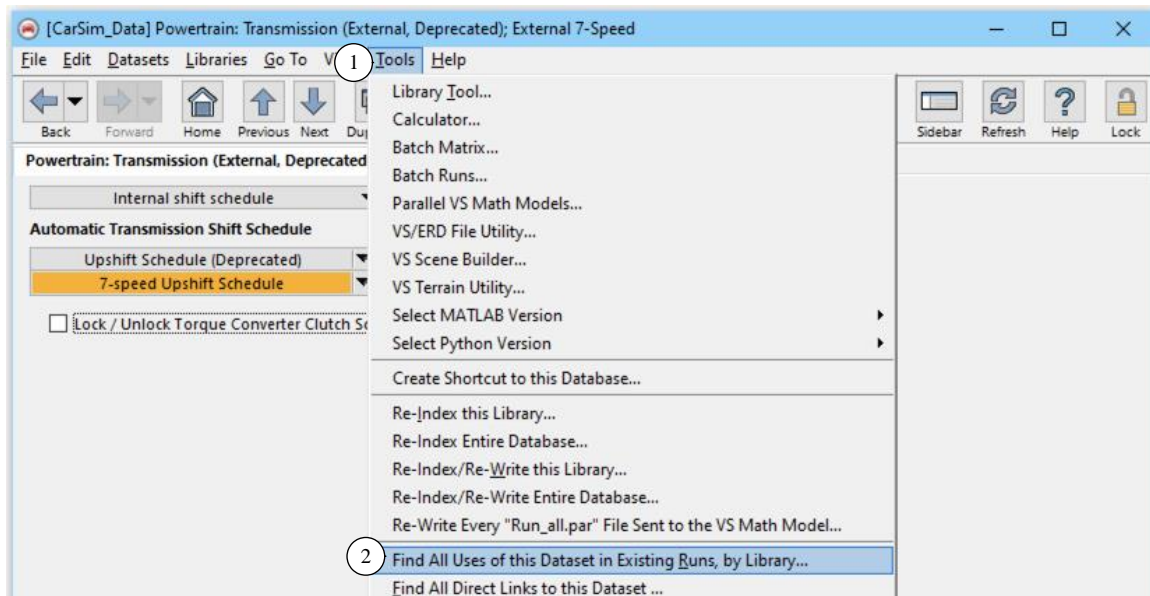 [CarSim_Data] Powertrain: Transmission (External, Deprecated); External 7-Speed
File Edit Datasets Libraries Go To V 1 Tools Help
Back Forward Home Previous Next Dup
Sidebar Refresh Help Lock
Powertrain: Transmission (External, Deprecated
Internal shift schedule
Automatic Transmission Shift Schedule
Upshift Schedule (Deprecated)
7-speed Upshift Schedule
Lock / Unlock Torque Converter Clutch Sc
Library Tool...
Calculator...
Batch Matrix...
Batch Runs...
Parallel VS Math Models...
VS/ERD File Utility...
VS Scene Builder...
VS Terrain Utility...
Select MATLAB Version
Select Python Version
Create Shortcut to this Database...
Re-Index this Library...
Re-Index Entire Database...
Re-Index/Re-Write this Library...
Re-Index/Re-Write Entire Database...
Re-Write Every "Run_all.par" File Sent to the VS Math Model...
2 Find All Uses of this Dataset in Existing Runs, by Library...
Find All Direct Links to this Dataset ...